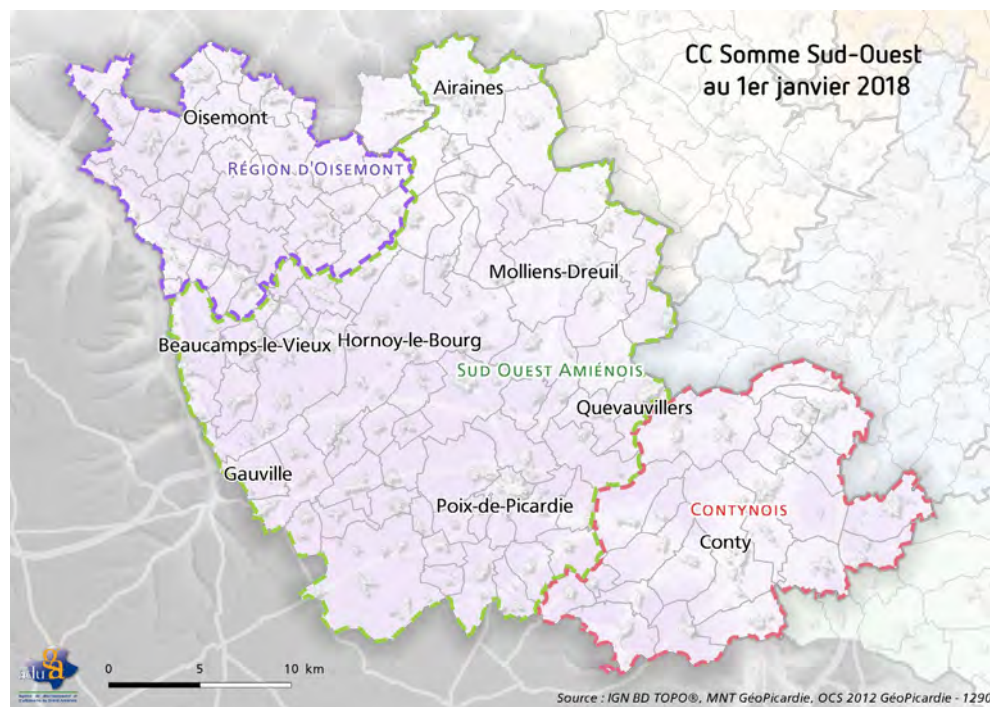 CC Somme Sud-Ouest
au 1er janvier 2018
Airaines
Oisemont
RÉGION D'OISEMONT
Molliens-Dreuil
Beaucamps-le-Vieux
Hornoy-le-Bourg
SUD OUEST AMIÉNOIS
Quevauvillers
Gauville
Poix-de-Picardie
CONTYNOIS
Conty
adu ga
0 5 10 km
Source : IGN BD TOPO®, MNT GéoPicardie, OCS 2012 GéoPicardie - 1290